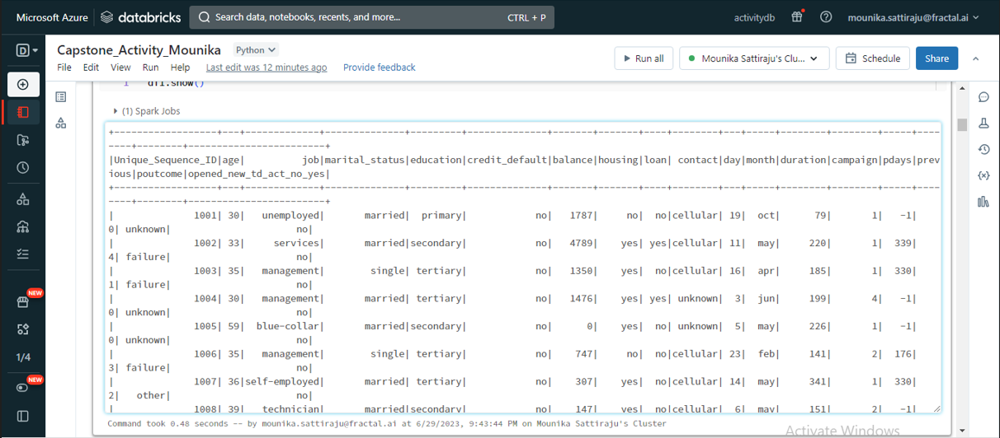 Microsoft Azure databricks Search data, notebooks, recents, and more... CTRL + P activitydb mounika.sattiraju@fractal.ai
Capstone_Activity_Mounika Python
File Edit View Run Help Last edit was 12 minutes ago Provide feedback
Run all Mounika Sattiraju's Clu... Schedule Share
1 df1.show()
(1) Spark Jobs
+------------------+---+-------------+--------------+---------+--------------+-------+-------+----+--------+---+-----+--------+--------+-----+----
----+--------+-----------------------+
|Unique_Sequence_ID|age|          job|marital_status|education|credit_default|balance|housing|loan| contact|day|month|duration|campaign|pdays|prev
ious|poutcome|opened_new_td_act_no_yes|
+------------------+---+-------------+--------------+---------+--------------+-------+-------+----+--------+---+-----+--------+--------+-----+----
----+--------+-----------------------+
|              1001| 30|   unemployed|       married|  primary|            no|   1787|     no|  no|cellular| 19|  oct|      79|       1|   -1|
0| unknown|                      no|
|              1002| 33|     services|       married|secondary|            no|   4789|    yes| yes|cellular| 11|  may|     220|       1|  339|
4| failure|                      no|
|              1003| 35|   management|        single| tertiary|            no|   1350|    yes|  no|cellular| 16|  apr|     185|       1|  330|
1| failure|                      no|
|              1004| 30|   management|       married| tertiary|            no|   1476|    yes| yes| unknown|  3|  jun|     199|       4|   -1|
0| unknown|                      no|
|              1005| 59|  blue-collar|       married|secondary|            no|      0|    yes|  no| unknown|  5|  may|     226|       1|   -1|
0| unknown|                      no|
|              1006| 35|   management|        single| tertiary|            no|    747|     no|  no|cellular| 23|  feb|     141|       2|  176|
3| failure|                      no|
|              1007| 36|self-employed|       married| tertiary|            no|    307|    yes|  no|cellular| 14|  may|     341|       1|  330|
2|   other|                      no|
|              1008| 39|   technician|       married|secondary|            no|    147|    yes|  no|cellular|  6|  may|     151|       2|   -1|
Command took 0.48 seconds -- by mounika.sattiraju@fractal.ai at 6/29/2023, 9:43:44 PM on Mounika Sattiraju's Cluster
Activate Windows
D
NEW
1/4
NEW